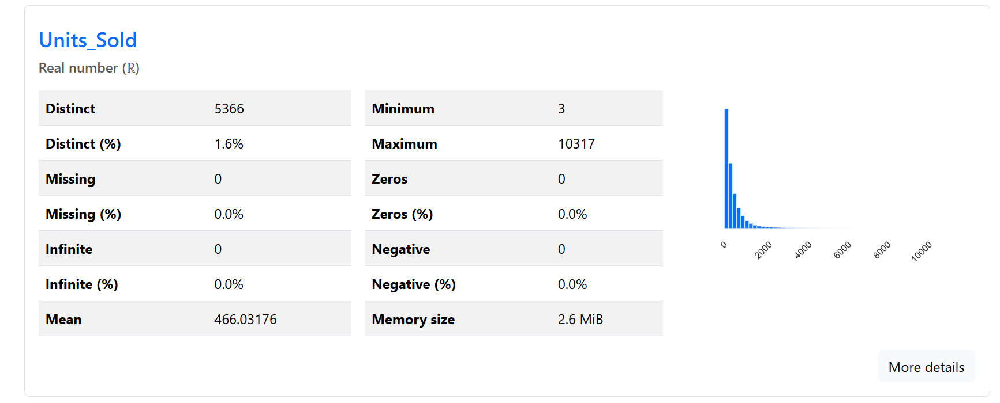 Units_Sold
Real number (ℝ)
Distinct 5366
Distinct (%) 1.6%
Missing 0
Missing (%) 0.0%
Infinite 0
Infinite (%) 0.0%
Mean 466.03176
Minimum 3
Maximum 10317
Zeros 0
Zeros (%) 0.0%
Negative 0
Negative (%) 0.0%
Memory size 2.6 MiB
0 2000 4000 6000 8000 10000
More details